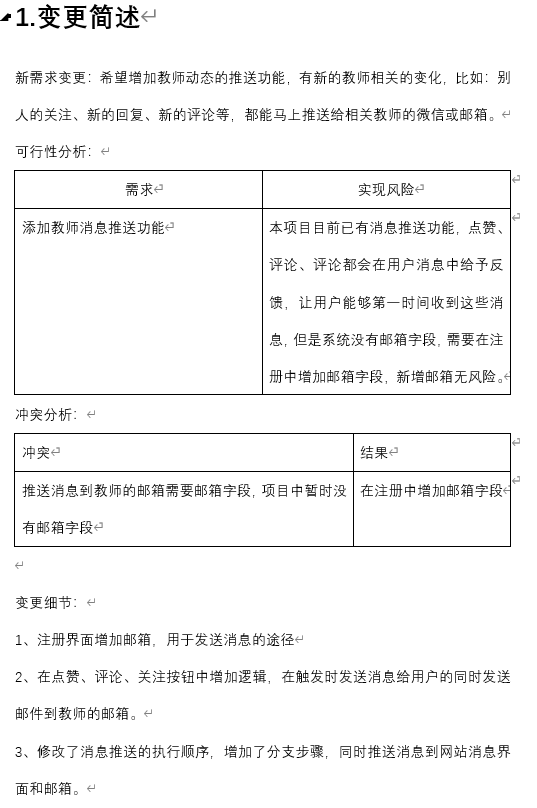 1.变更简述
新需求变更：希望增加教师动态的推送功能，有新的教师相关的变化，比如：别
人的关注、新的回复、新的评论等，都能马上推送给相关教师的微信或邮箱。
可行性分析：
需求
实现风险
添加教师消息推送功能
本项目目前已有消息推送功能，点赞、
评论、评论都会在用户消息中给予反
馈，让用户能够第一时间收到这些消
息，但是系统没有邮箱字段，需要在注
册中增加邮箱字段，新增邮箱无风险。
冲突分析：
冲突
结果
推送消息到教师的邮箱需要邮箱字段，项目中暂时没
有邮箱字段
在注册中增加邮箱字段
变更细节：
1、注册界面增加邮箱，用于发送消息的途径
2、在点赞、评论、关注按钮中增加逻辑，在触发时发送消息给用户的同时发送
邮件到教师的邮箱。
3、修改了消息推送的执行顺序，增加了分支步骤，同时推送消息到网站消息界
面和邮箱。